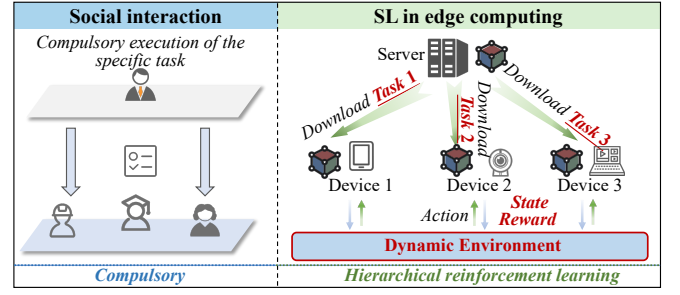 Social interaction
Compulsory execution of the
specific task
Compulsory
SL in edge computing
Server
Download Task 1
Download
Task 2
Download Task 3
Device 1
Device 2
Device 3
Action
State
Reward
Dynamic Environment
Hierarchical reinforcement learning